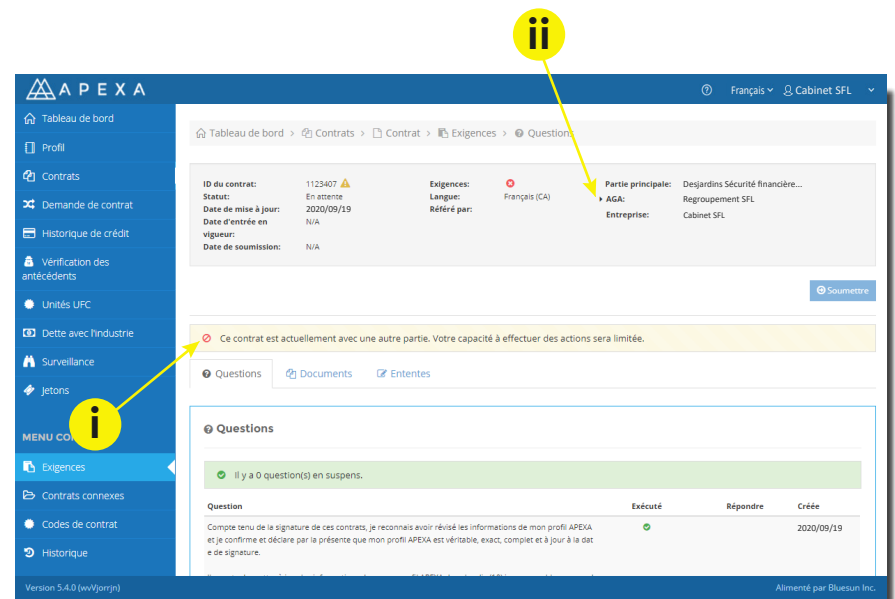 ii
APEXA
Français
Cabinet SFL
Tableau de bord
Profil
Contrats
Demande de contrat
Historique de crédit
Vérification des
antécédents
Unités UFC
Dette avec l'industrie
Surveillance
Jetons
i
MENU CO
Exigences
Contrats connexes
Codes de contrat
Historique
Tableau de bord > Contrats > Contrat > Exigences > Questions
ID du contrat: 1123407
Statut: En attente
Date de mise à jour: 2020/09/19
Date d'entrée en N/A
vigueur:
Date de soumission: N/A
Exigences:
Langue: Français (CA)
Référé par:
Partie principale: Desjardins Sécurité financière...
AGA: Regroupement SFL
Entreprise: Cabinet SFL
Soumettre
Ce contrat est actuellement avec une autre partie. Votre capacité à effectuer des actions sera limitée.
Questions Documents Ententes
Questions
Il y a 0 question(s) en suspens.
Question Exécuté Répondre Créée
Compte tenu de la signature de ces contrats, je reconnais avoir révisé les informations de mon profil APEXA 2020/09/19
et je confirme et déclare par la présente que mon profil APEXA est véritable, exact, complet et à jour à la dat
e de signature.
Version 5.4.0 (wvVjorrjn) Alimenté par Bluesun Inc.